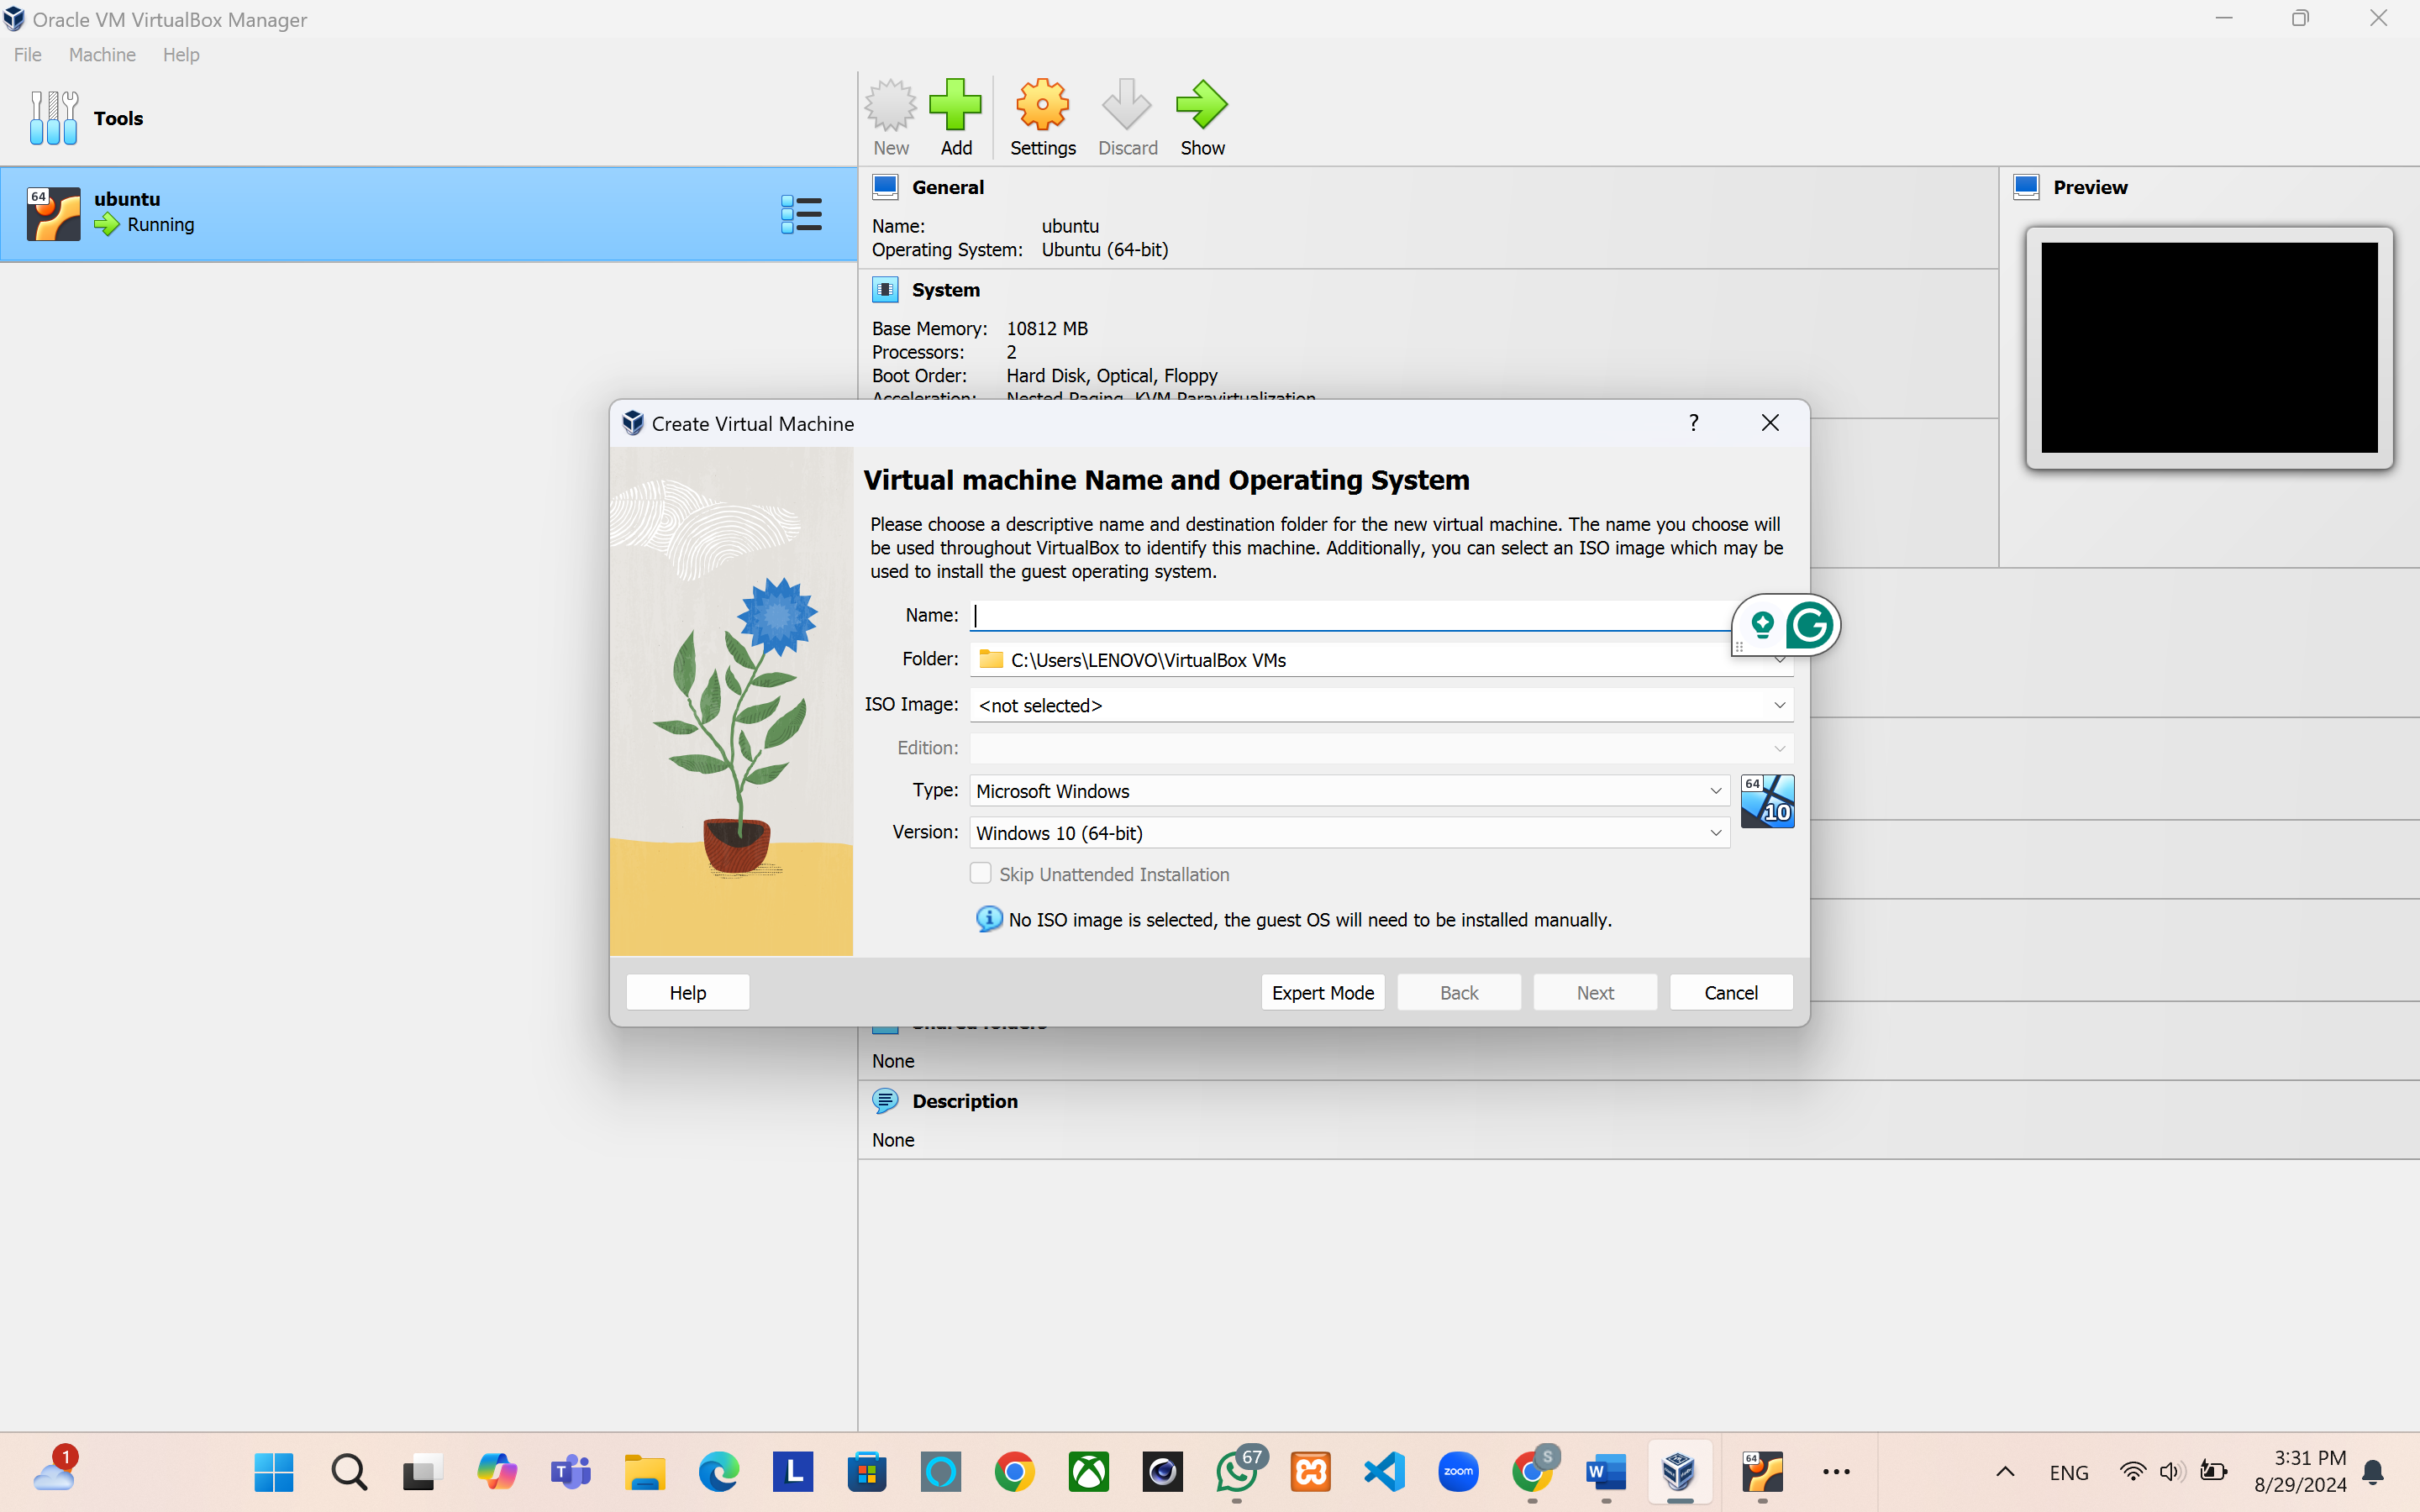 Oracle VM VirtualBox Manager
File Machine Help
Tools
New Add Settings Discard Show
64
ubuntu
Running
General
Name: ubuntu
Operating System: Ubuntu (64-bit)
Preview
System
Base Memory: 10812 MB
Processors: 2
Boot Order: Hard Disk, Optical, Floppy
Acceleration: Nested Paging, KVM Paravirtualization
Create Virtual Machine
?
Virtual machine Name and Operating System
Please choose a descriptive name and destination folder for the new virtual machine. The name you choose will
be used throughout VirtualBox to identify this machine. Additionally, you can select an ISO image which may be
used to install the guest operating system.
Name:
G
Folder: C:\Users\LENOVO\VirtualBox VMs
ISO Image: <not selected>
Edition:
Type: Microsoft Windows
64
10
Version: Windows 10 (64-bit)
Skip Unattended Installation
No ISO image is selected, the guest OS will need to be installed manually.
Help Expert Mode Back Next Cancel
Shared folders
None
Description
None
1
T
L
67
zoom
S
W
64
ENG
3:31 PM
8/29/2024